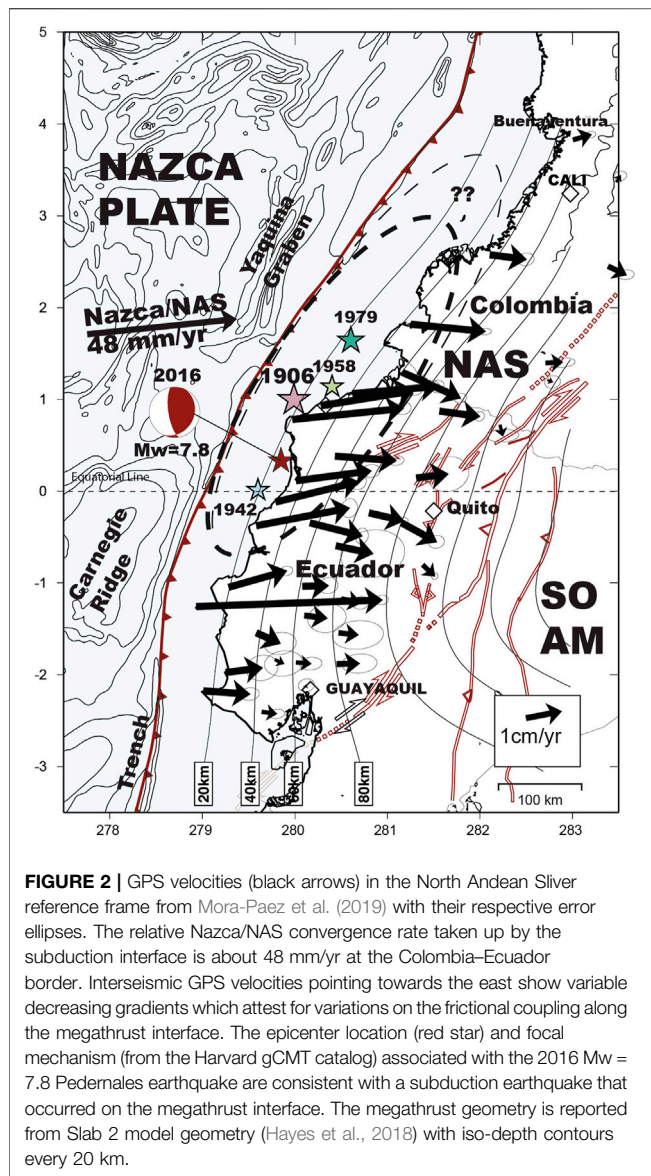 5
4
3
2
1
0
-1
-2
-3
278
279
280
281
282
283
NAZCA
PLATE
Yaquina
Graben
Buenaventura
CALI
??
Nazca/NAS
48 mm/yr
Colombia
NAS
1979
1958
1906
2016
Mw=7.8
Equatorial Line
1942
Quito
Carnegie
Ridge
Ecuador
SO
AM
GUAYAQUIL
Trench
20km
40km
60km
80km
1cm/yr
100 km
FIGURE 2 | GPS velocities (black arrows) in the North Andean Sliver
reference frame from Mora-Paez et al. (2019) with their respective error
ellipses. The relative Nazca/NAS convergence rate taken up by the
subduction interface is about 48 mm/yr at the Colombia–Ecuador
border. Interseismic GPS velocities pointing towards the east show variable
decreasing gradients which attest for variations on the frictional coupling along
the megathrust interface. The epicenter location (red star) and focal
mechanism (from the Harvard gCMT catalog) associated with the 2016 Mw =
7.8 Pedernales earthquake are consistent with a subduction earthquake that
occurred on the megathrust interface. The megathrust geometry is reported
from Slab 2 model geometry (Hayes et al., 2018) with iso-depth contours
every 20 km.